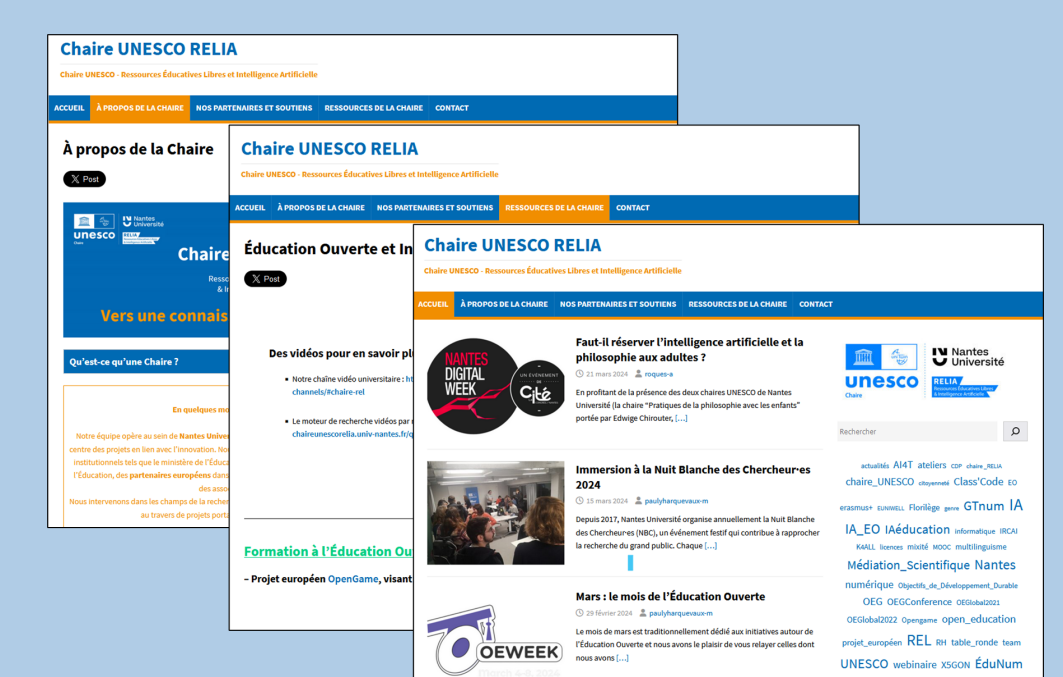 Chaire UNESCO RELIA
Chaire UNESCO - Ressources Éducatives Libres et Intelligence Artificielle
ACCUEIL À PROPOS DE LA CHAIRE NOS PARTENAIRES ET SOUTIENS RESSOURCES DE LA CHAIRE CONTACT
À propos de la Chaire
Post
unesco
Chaire
Nantes
Université
RELIA
Chaire
Vers une connais
Qu'est-ce qu'une Chaire ?
En quelques mo
Notre équipe opère au sein de Nantes Univer
centre des projets en lien avec l'innovation. No
institutionnels tels que le ministère de l'Éduca
l'Éducation, des partenaires européens dans
des asso
Nous intervenons dans les champs de la recher
au travers de projets porta
Chaire UNESCO RELIA
Chaire UNESCO - Ressources Éducatives Libres et Intelligence Artificielle
ACCUEIL À PROPOS DE LA CHAIRE NOS PARTENAIRES ET SOUTIENS RESSOURCES DE LA CHAIRE CONTACT
Éducation Ouverte et In
Post
Des vidéos pour en savoir pl
Notre chaîne vidéo universitaire : ht
channels/#chaire-rel
Le moteur de recherche vidéos par
chaireunescorelia.univ-nantes.fr/q
Formation à l'Éducation Ou
– Projet européen OpenGame, visant
Chaire UNESCO RELIA
Chaire UNESCO - Ressources Éducatives Libres et Intelligence Artificielle
ACCUEIL À PROPOS DE LA CHAIRE NOS PARTENAIRES ET SOUTIENS RESSOURCES DE LA CHAIRE CONTACT
NANTES
DIGITAL
WEEK
UN ÉVÉNEMENT
DE
Cité
Faut-il réserver l'intelligence artificielle et la
philosophie aux adultes ?
21 mars 2024 roques-a
En profitant de la présence des deux chaires UNESCO de Nantes
Université (la chaire "Pratiques de la philosophie avec les enfants"
portée par Edwige Chirouter, [...]
Immersion à la Nuit Blanche des Chercheur·es
2024
15 mars 2024 paulyharquevaux-m
Depuis 2017, Nantes Université organise annuellement la Nuit Blanche
des Chercheur·es (NBC), un événement festif qui contribue à rapprocher
la recherche du grand public. Chaque [...]
OEWEEK
March 4-8, 2024
Mars : le mois de l'Éducation Ouverte
29 février 2024 paulyharquevaux-m
Le mois de mars est traditionnellement dédié aux initiatives autour de
l'Éducation Ouverte et nous avons le plaisir de vous relayer celles dont
nous avons [...]
unesco
Chaire
Nantes
Université
RELIA
Ressources Éducatives Libres
& Intelligence Artificielle
Rechercher
actualités AI4T ateliers CDP chaire_RELIA
chaire_UNESCO citoyenneté Class'Code EO
erasmus+ EUNIWELL Florilège genre GTnum IA
IA_EO IAéducation informatique IRCAI
K4ALL licences mixité MOOC multilinguisme
Médiation_Scientifique Nantes
numérique Objectifs_de_Développement_Durable
OEG OEGConference OEGlobal2021
OEGlobal2022 Opengame open_education
projet_européen REL RH table_ronde team
UNESCO webinaire X5GON ÉduNum